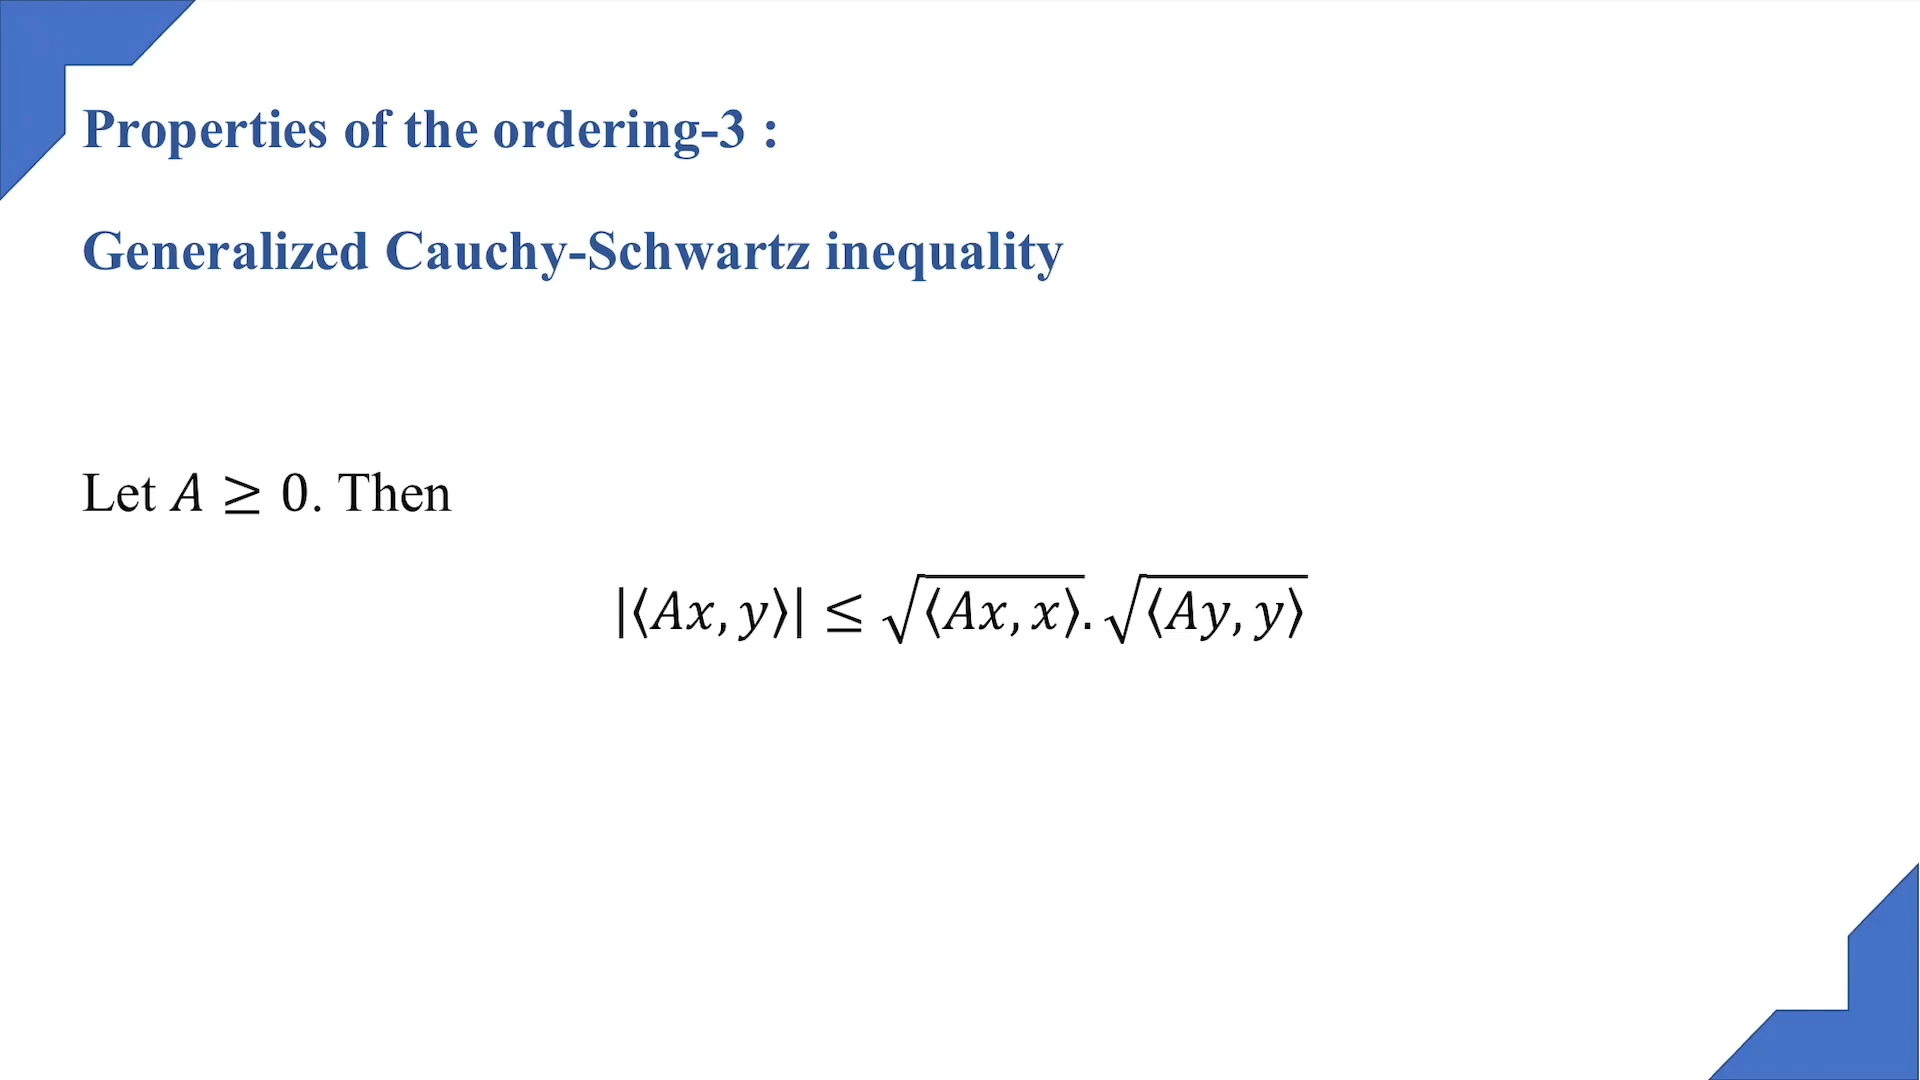 Properties of the ordering-3 :
Generalized Cauchy-Schwartz inequality
Let 𝐴 ≥ 0. Then
|⟨𝐴𝑥, 𝑦⟩| ≤ √⟨𝐴𝑥, 𝑥⟩. √⟨𝐴𝑦, 𝑦⟩